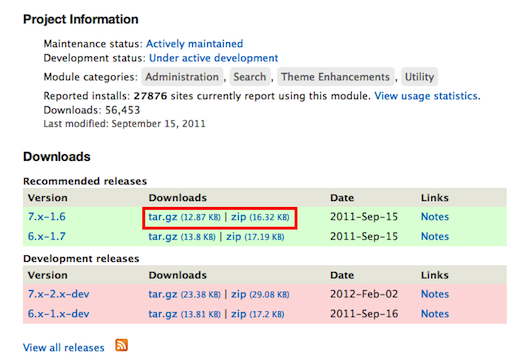 Project Information
Maintenance status: Actively maintained
Development status: Under active development
Module categories: Administration , Search , Theme Enhancements , Utility
Reported installs: 27876 sites currently report using this module. View usage statistics.
Downloads: 56,453
Last modified: September 15, 2011
Downloads
Recommended releases
Version Downloads Date Links
7.x-1.6 tar.gz (12.87 KB) | zip (16.32 KB) 2011-Sep-15 Notes
6.x-1.7 tar.gz (13.8 KB) | zip (17.19 KB) 2011-Sep-15 Notes
Development releases
Version Downloads Date Links
7.x-2.x-dev tar.gz (23.38 KB) | zip (29.08 KB) 2012-Feb-02 Notes
6.x-1.x-dev tar.gz (13.81 KB) | zip (17.2 KB) 2011-Sep-16 Notes
View all releases